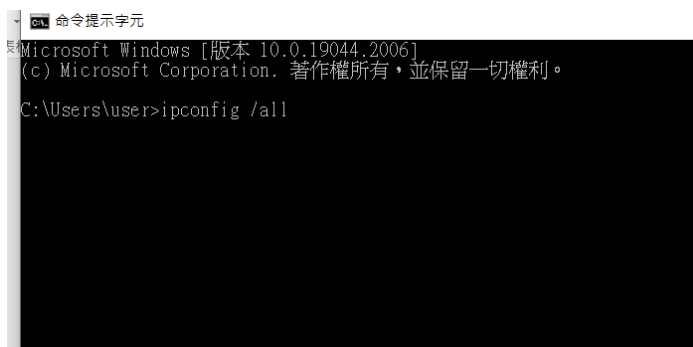 命令提示字元
Microsoft Windows [版本 10.0.19044.2006]
(c) Microsoft Corporation. 著作權所有，並保留一切權利。
C:\Users\user>ipconfig /all